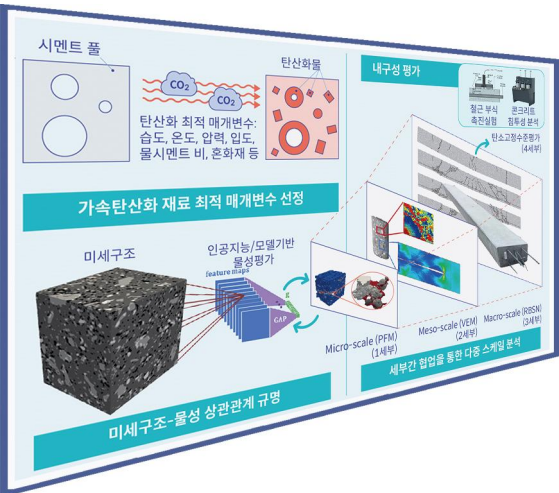 시멘트 풀
CO₂
CO₂
탄산화물
탄산화 최적 매개변수:
습도, 온도, 압력, 입도,
물시멘트 비, 혼화재 등
가속탄산화 재료 최적 매개변수 선정
미세구조
인공지능/모델기반
물성평가
feature maps
GAP
미세구조-물성 상관관계 규명
내구성 평가
철근 부식
촉진실험
콘크리트
침투성 분석
탄소고정수준평가
(4세부)
Micro-scale (PFM)
(1세부)
Meso-scale (VEM)
(2세부)
Macro-scale (RBSN)
(3세부)
세부간 협업을 통한 다중 스케일 분석